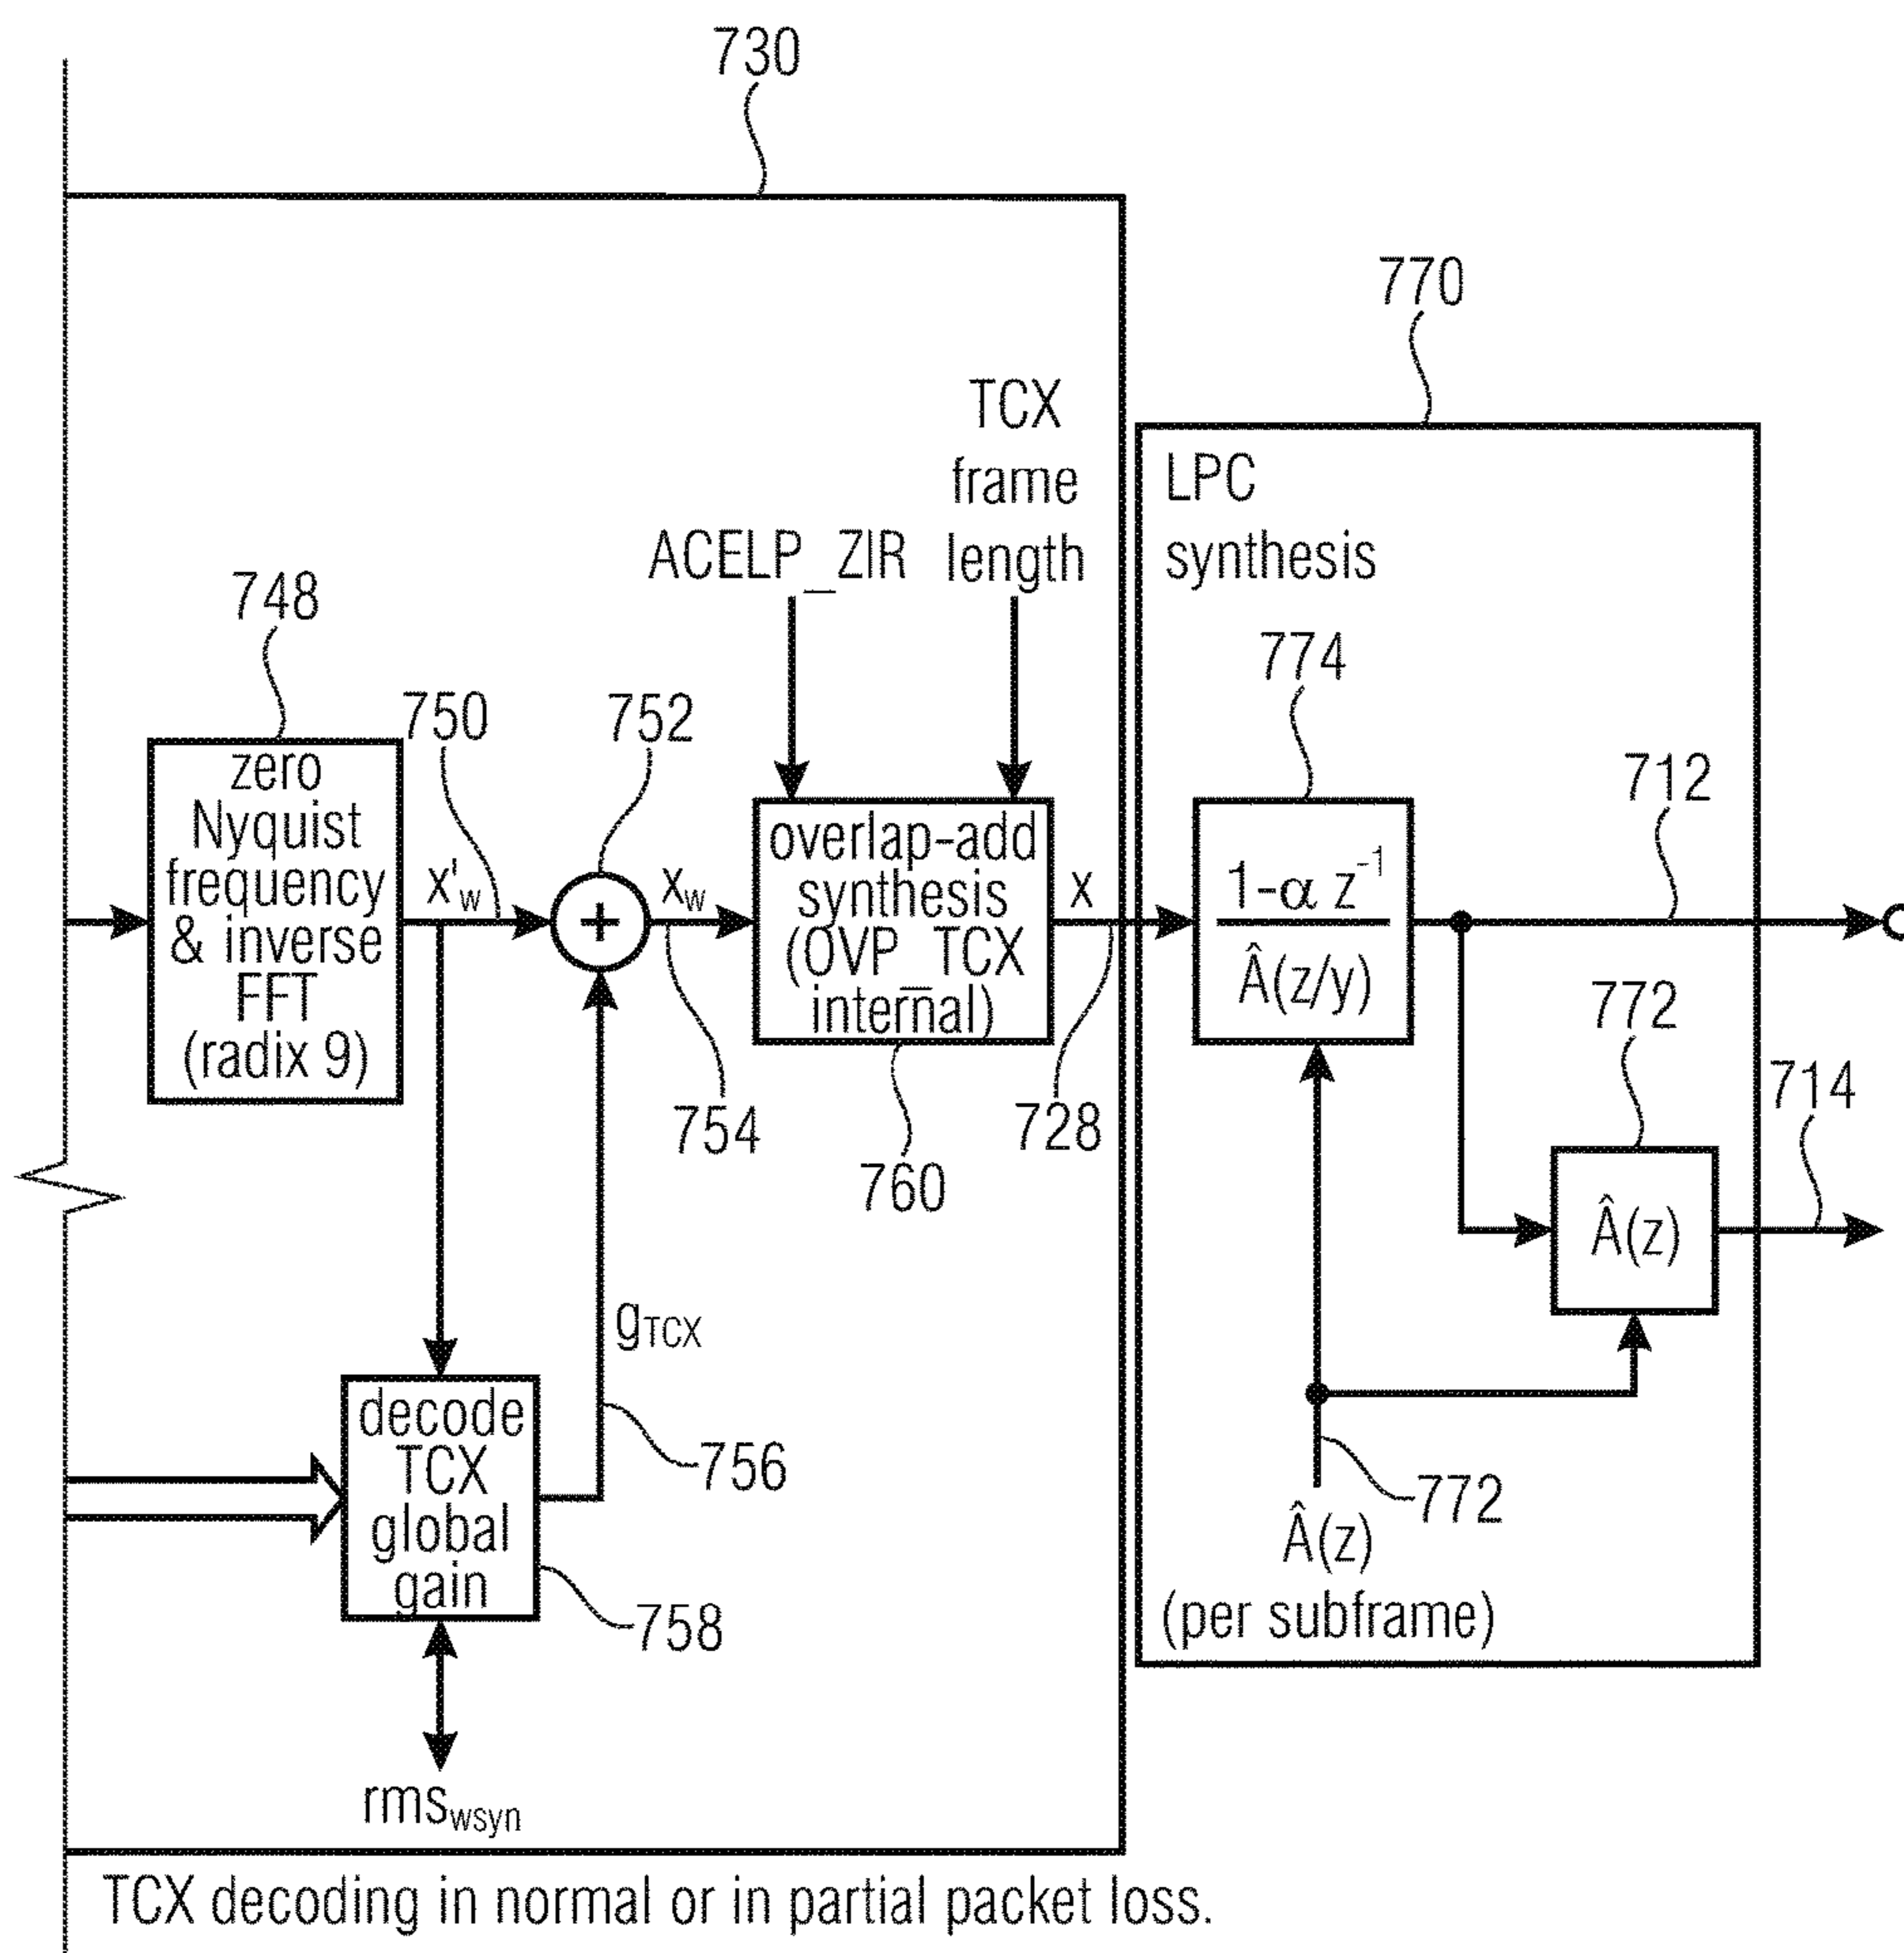 730
770
TCX
frame
length
ACELP_ZIR
LPC
synthesis
748
750
752
774
712
zero
Nyquist
frequency
& inverse
FFT
(radix 9)
x'w
+
xw
overlap-add
synthesis
(OVP_TCX
internal)
x
1-α z-1
Â(z/y)
772
714
754
760
728
Â(z)
gTCX
decode
TCX
global
gain
756
758
772
Â(z)
(per subframe)
rmswsyn
TCX decoding in normal or in partial packet loss.